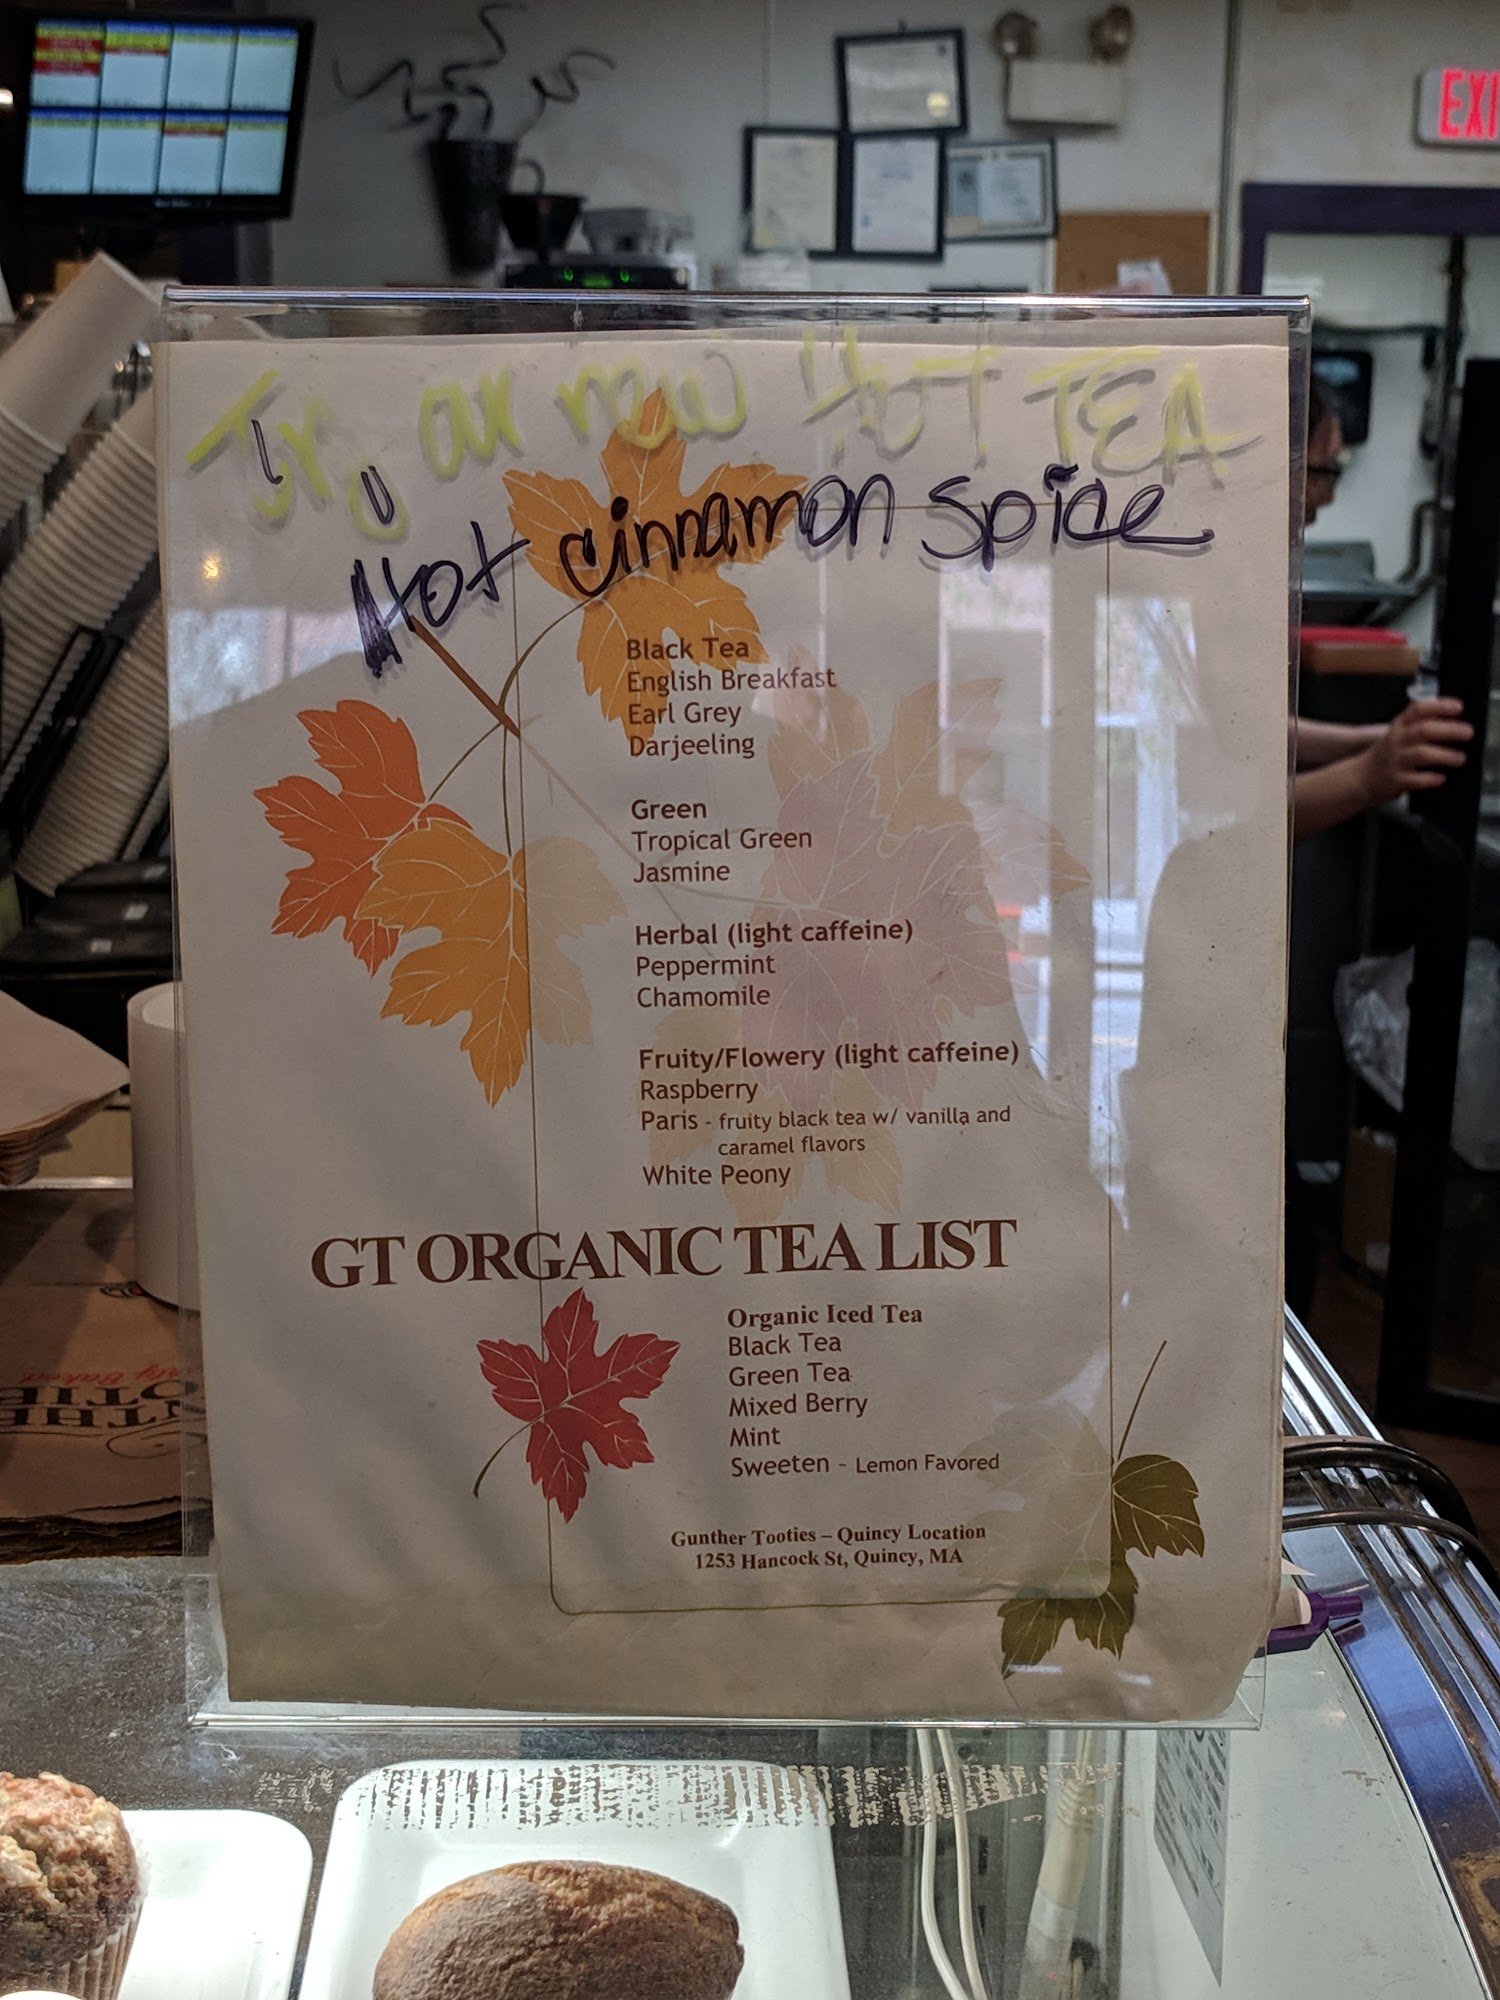 EXI
Try our new HOT TEA
Hot cinnamon spice
Black Tea
English Breakfast
Earl Grey
Darjeeling
Green
Tropical Green
Jasmine
Herbal (light caffeine)
Peppermint
Chamomile
Fruity/Flowery (light caffeine)
Raspberry
Paris - fruity black tea w/ vanilla and
caramel flavors
White Peony
GT ORGANIC TEA LIST
Organic Iced Tea
Black Tea
Green Tea
Mixed Berry
Mint
Sweeten - Lemon Favored
Gunther Tooties – Quincy Location
1253 Hancock St, Quincy, MA